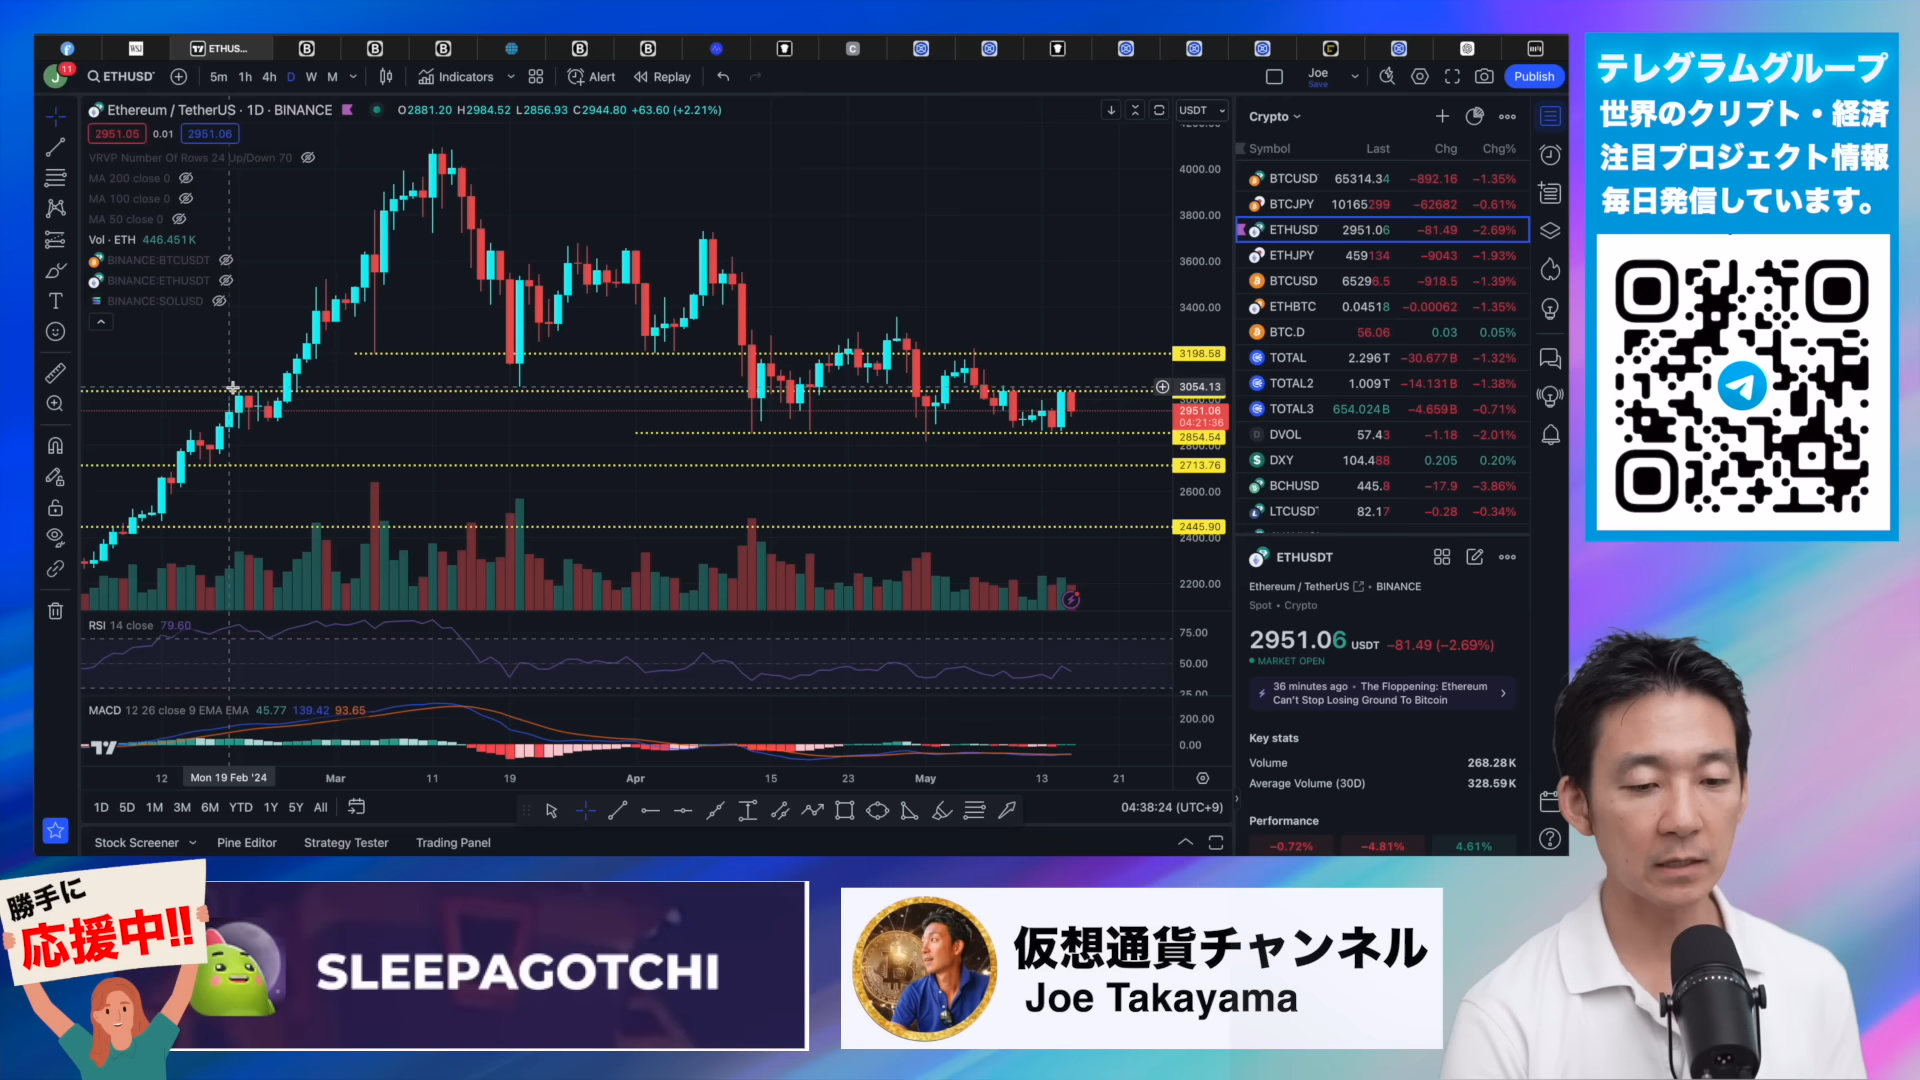 ETHUS...
11
ETHUSD
5m 1h 4h D W M
Indicators
Alert
Replay
Joe
Save
Publish
Ethereum / TetherUS · 1D · BINANCE
O2881.20 H2984.52 L2856.93 C2944.80 +63.60 (+2.21%)
USDT
2951.05 0.01 2951.06
VRVP Number Of Rows 24 Up/Down 70
MA 200 close 0
MA 100 close 0
MA 50 close 0
Vol · ETH 446.451K
BINANCE:BTCUSDT
BINANCE:ETHUSDT
BINANCE:SOLUSD
4000.00
3800.00
3600.00
3400.00
3198.58
3054.13
2951.06
04:21:36
2854.54
2713.76
2600.00
2445.90
2400.00
2200.00
RSI 14 close 79.60
75.00
50.00
25.00
MACD 12 26 close 9 EMA EMA 45.77 139.42 93.65
200.00
0.00
12 Mon 19 Feb '24 Mar 11 19 Apr 15 23 May 13 21
1D 5D 1M 3M 6M YTD 1Y 5Y All
04:38:24 (UTC+9)
Stock Screener Pine Editor Strategy Tester Trading Panel
Crypto
Symbol Last Chg Chg%
BTCUSD 65314.34 −892.16 −1.35%
BTCJPY 10165299 −62682 −0.61%
ETHUSD 2951.06 −81.49 −2.69%
ETHJPY 459134 −9043 −1.93%
BTCUSD 65296.5 −918.5 −1.39%
ETHBTC 0.04518 −0.00062 −1.35%
BTC.D 56.06 0.03 0.05%
TOTAL 2.296T −30.677B −1.32%
TOTAL2 1.009T −14.131B −1.38%
TOTAL3 654.024B −4.659B −0.71%
DVOL 57.43 −1.18 −2.01%
DXY 104.488 0.205 0.20%
BCHUSD 445.8 −17.9 −3.86%
LTCUSDT 82.17 −0.28 −0.34%
ETHUSDT
Ethereum / TetherUS • BINANCE
Spot • Crypto
2951.06 USDT −81.49 (−2.69%)
MARKET OPEN
36 minutes ago • The Floppening: Ethereum
Can't Stop Losing Ground To Bitcoin
Key stats
Volume 268.28K
Average Volume (30D) 328.59K
Performance
−0.72% −4.81% 4.61%
テレグラムグループ
世界のクリプト・経済
注目プロジェクト情報
毎日発信しています。
勝手に
応援中!!
SLEEPAGOTCHI
仮想通貨チャンネル
Joe Takayama